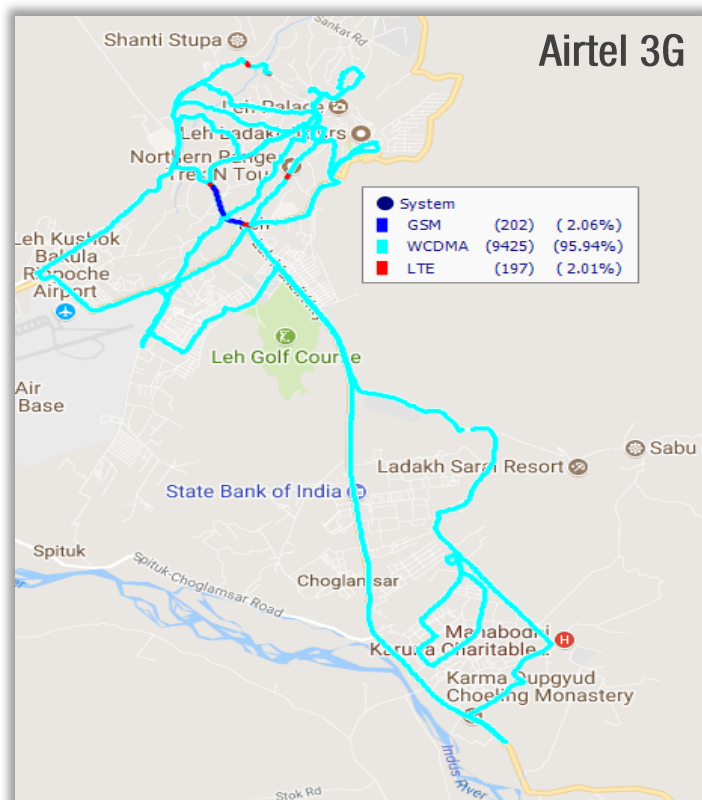 Airtel 3G
Sankat Rd
Shanti Stupa
Leh Palace
Leh Ladakh
Northern Range
Trek N Tou
System
GSM (202) ( 2.06%)
WCDMA (9425) (95.94%)
LTE (197) ( 2.01%)
Leh
Leh Kushok
Bakula
Rinpoche
Airport
Leh Golf Course
Air
Base
Sabu
Ladakh Sarai Resort
State Bank of India
Spituk
Spituk-Choglamsar Road
Choglamsar
Mahabodhi
Karuna Charitable...
Karma Dupgyud
Choeling Monastery
Indus River
Stok Rd